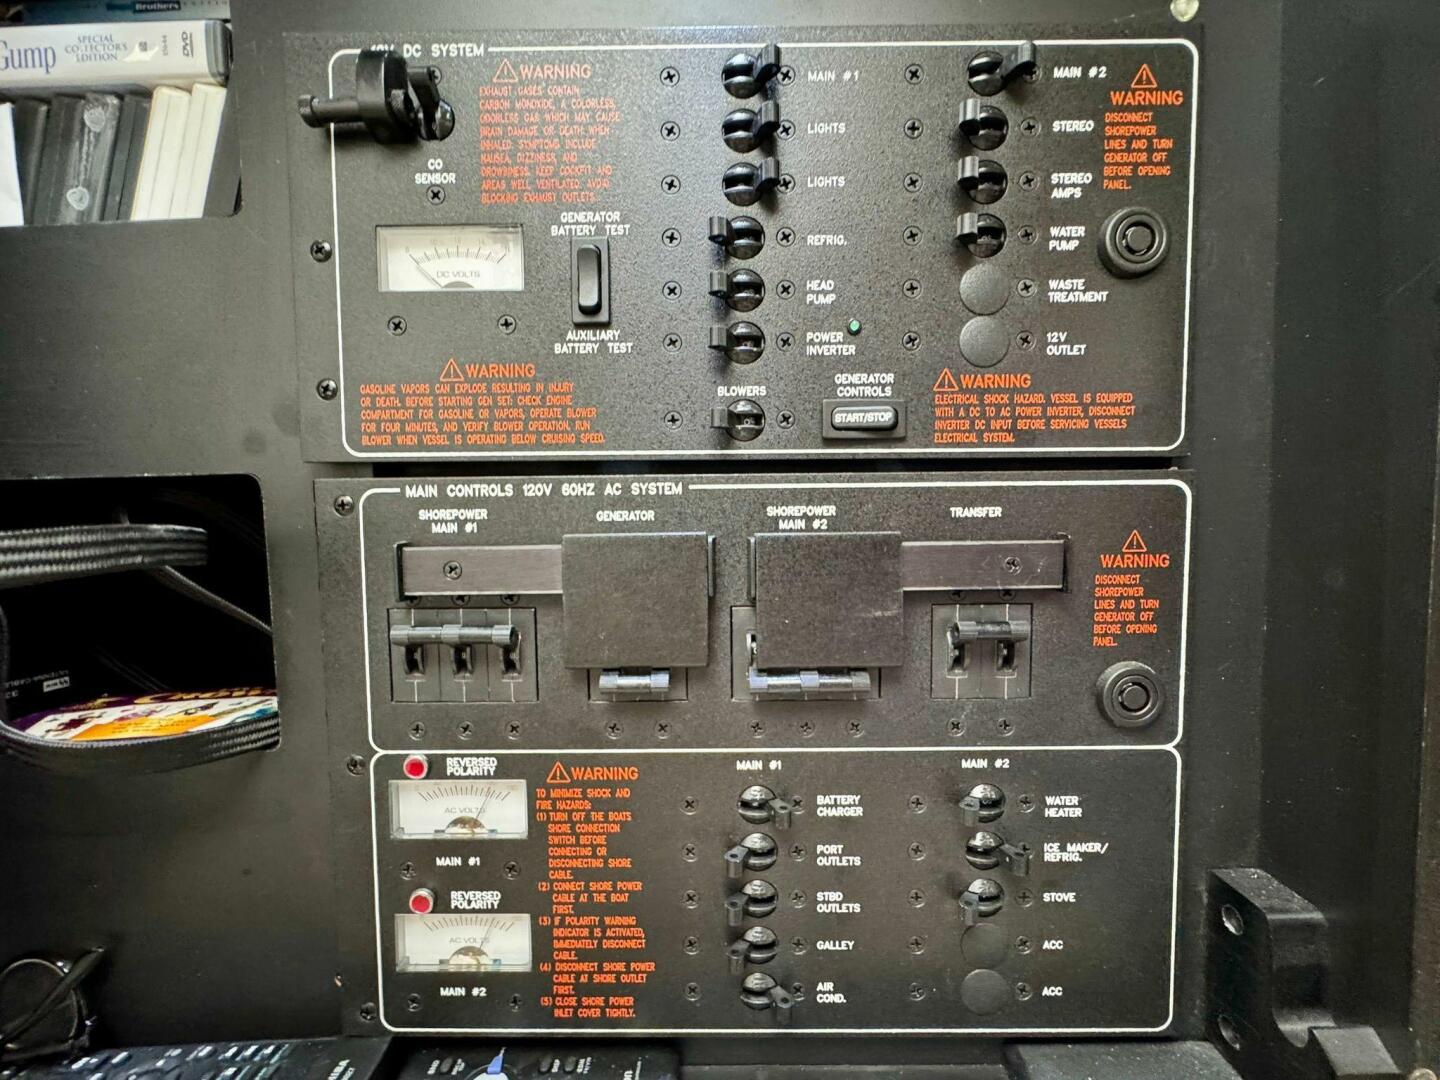 Brothers
Gump
SPECIAL
COLLECTOR'S
EDITION
DVD
DC SYSTEM
WARNING
EXHAUST GASES CONTAIN
CARBON MONOXIDE, A COLORLESS,
ODORLESS GAS WHICH MAY CAUSE
BRAIN DAMAGE OR DEATH WHEN
INHALED. SYMPTOMS INCLUDE
NAUSEA, DIZZINESS, AND
DROWSINESS. KEEP COCKPIT AND
AREAS WELL VENTILATED. AVOID
BLOCKING EXHAUST OUTLETS.
CO
SENSOR
GENERATOR
BATTERY TEST
DC VOLTS
AUXILIARY
BATTERY TEST
WARNING
GASOLINE VAPORS CAN EXPLODE RESULTING IN INJURY
OR DEATH. BEFORE STARTING GEN SET: CHECK ENGINE
COMPARTMENT FOR GASOLINE OR VAPORS, OPERATE BLOWER
FOR FOUR MINUTES, AND VERIFY BLOWER OPERATION. RUN
BLOWER WHEN VESSEL IS OPERATING BELOW CRUISING SPEED.
MAIN #1
LIGHTS
LIGHTS
REFRIG.
HEAD
PUMP
POWER
INVERTER
BLOWERS
GENERATOR
CONTROLS
START/STOP
MAIN #2
STEREO
STEREO
AMPS
WATER
PUMP
WASTE
TREATMENT
12V
OUTLET
WARNING
DISCONNECT
SHOREPOWER
LINES AND TURN
GENERATOR OFF
BEFORE OPENING
PANEL.
WARNING
ELECTRICAL SHOCK HAZARD. VESSEL IS EQUIPPED
WITH A DC TO AC POWER INVERTER, DISCONNECT
INVERTER DC INPUT BEFORE SERVICING VESSELS
ELECTRICAL SYSTEM.
MAIN CONTROLS 120V 60HZ AC SYSTEM
SHOREPOWER
MAIN #1
GENERATOR
SHOREPOWER
MAIN #2
TRANSFER
WARNING
DISCONNECT
SHOREPOWER
LINES AND TURN
GENERATOR OFF
BEFORE OPENING
PANEL.
REVERSED
POLARITY
AC VOLTS
MAIN #1
REVERSED
POLARITY
AC VOLTS
MAIN #2
WARNING
TO MINIMIZE SHOCK AND
FIRE HAZARDS:
(1) TURN OFF THE BOATS
SHORE CONNECTION
SWITCH BEFORE
CONNECTING OR
DISCONNECTING SHORE
CABLE.
(2) CONNECT SHORE POWER
CABLE AT THE BOAT
FIRST.
(3) IF POLARITY WARNING
INDICATOR IS ACTIVATED,
IMMEDIATELY DISCONNECT
CABLE.
(4) DISCONNECT SHORE POWER
CABLE AT SHORE OUTLET
FIRST.
(5) CLOSE SHORE POWER
INLET COVER TIGHTLY.
MAIN #1
BATTERY
CHARGER
PORT
OUTLETS
STBD
OUTLETS
GALLEY
AIR
COND.
MAIN #2
WATER
HEATER
ICE MAKER/
REFRIG.
STOVE
ACC
ACC